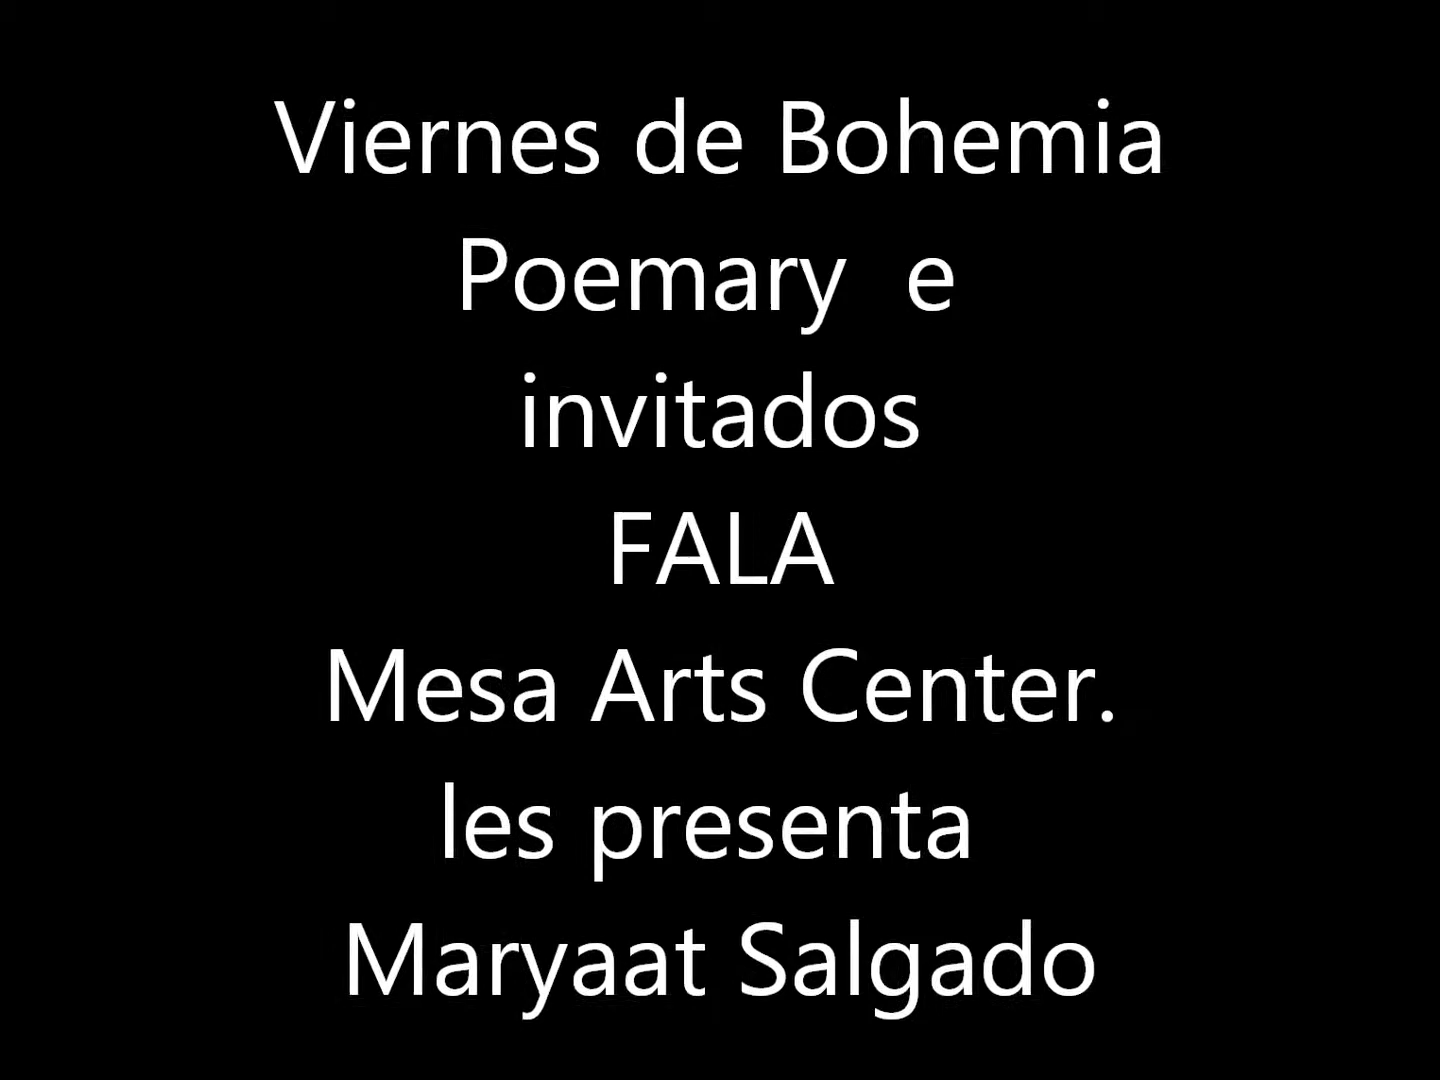 Viernes de Bohemia
Poemary e
invitados
FALA
Mesa Arts Center.
les presenta
Maryaat Salgado